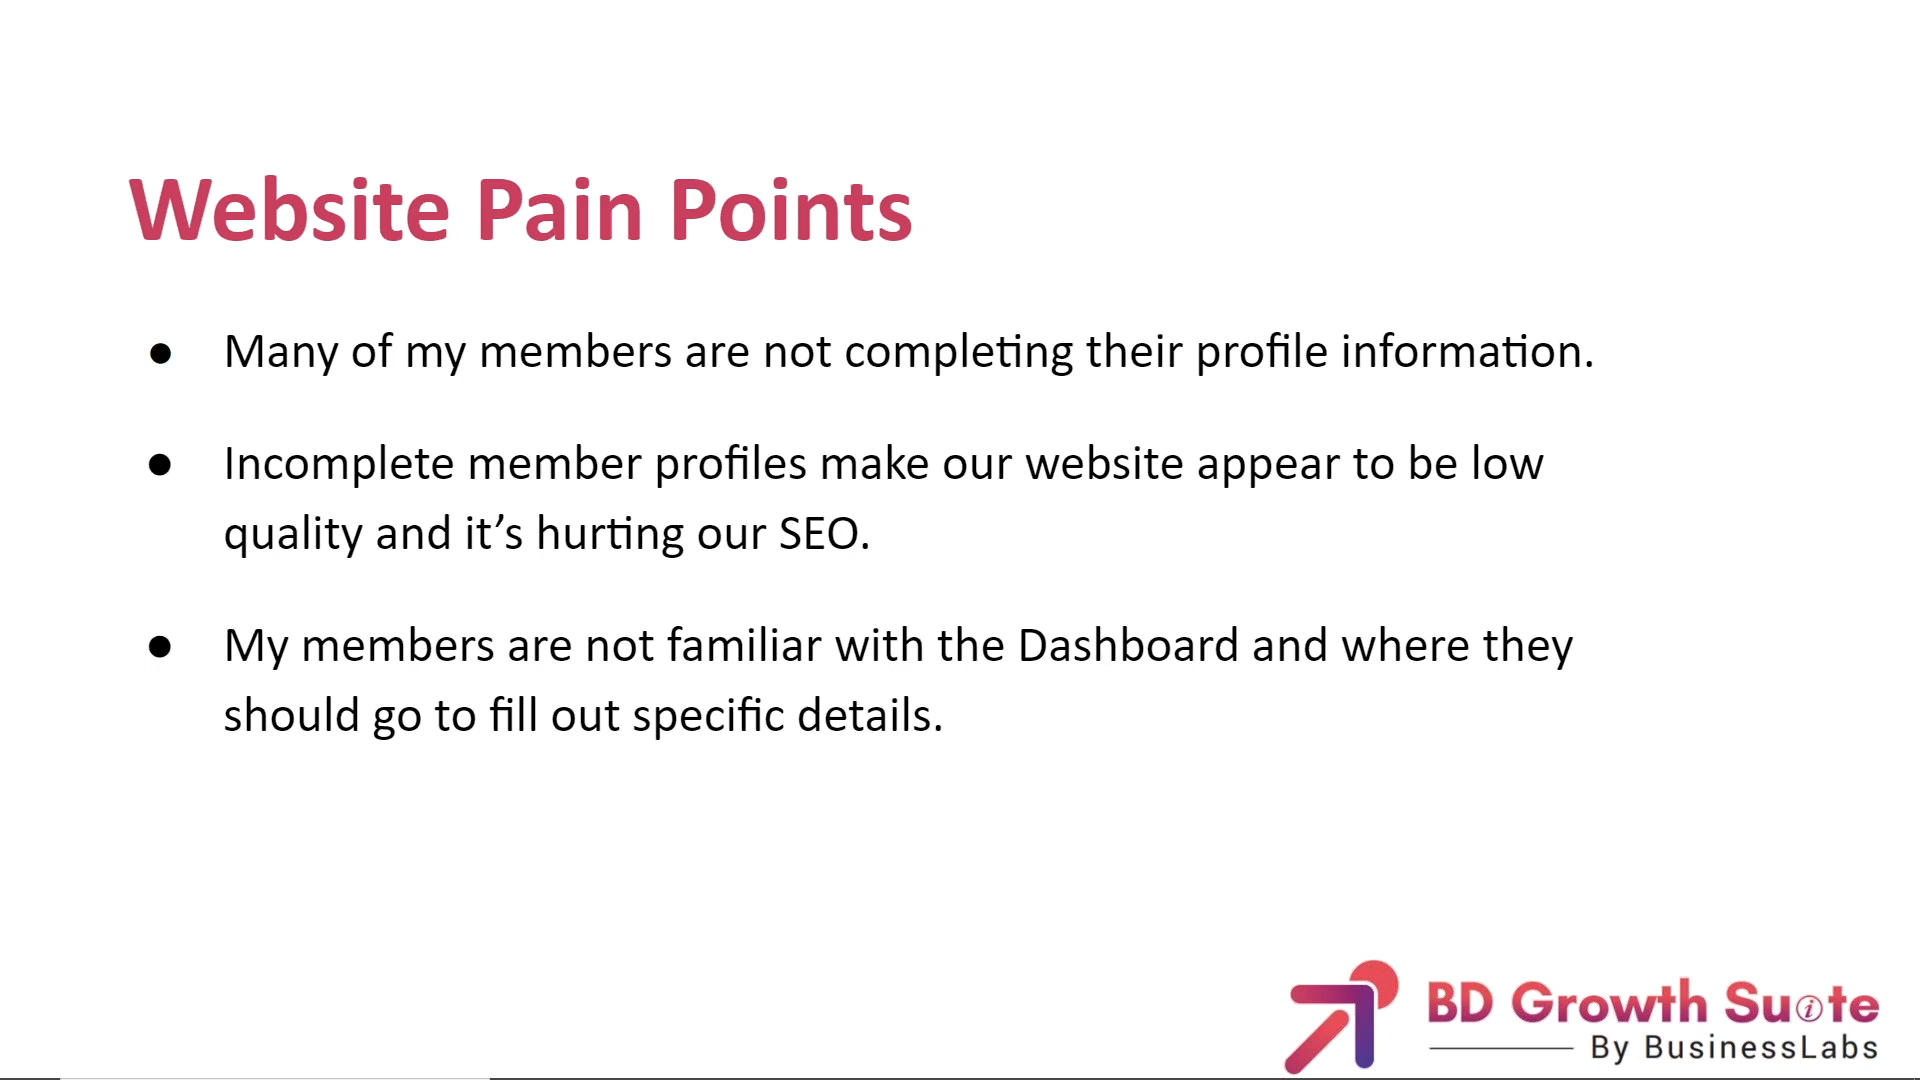 Website Pain Points
● Many of my members are not completing their profile information.
● Incomplete member profiles make our website appear to be low
quality and it’s hurting our SEO.
● My members are not familiar with the Dashboard and where they
should go to fill out specific details.
BD Growth Suite
By BusinessLabs